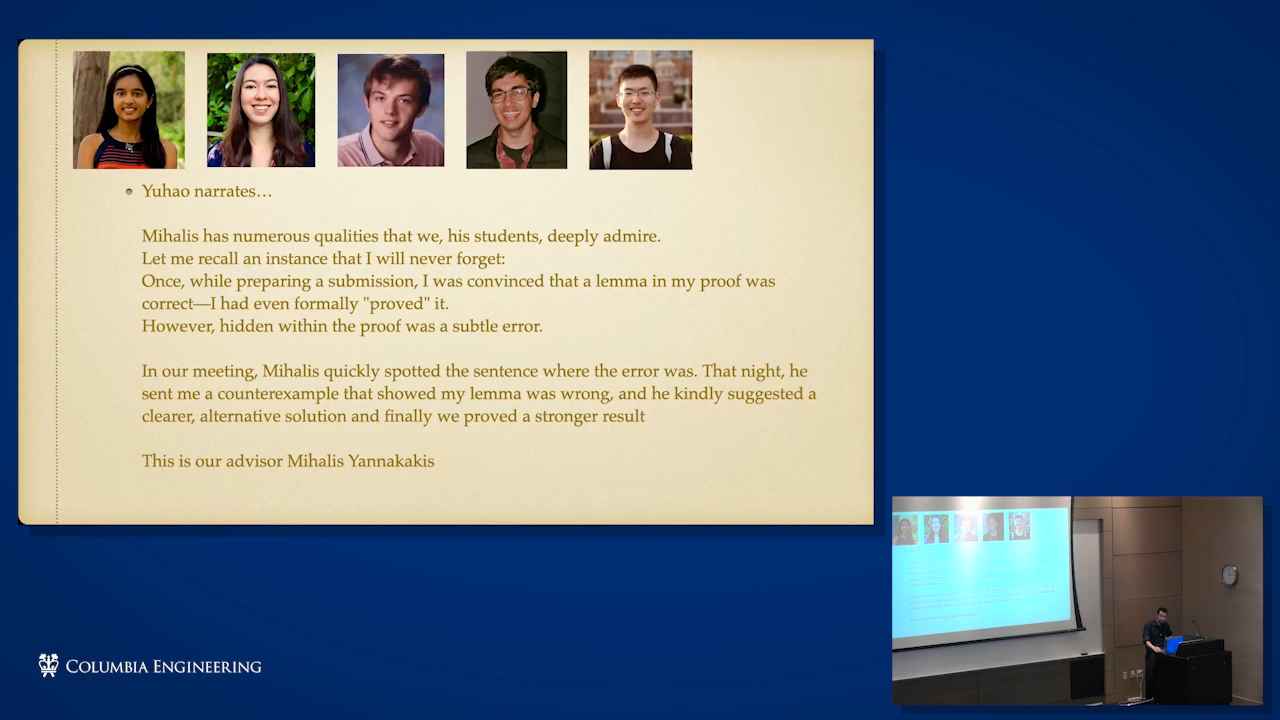 Yuhao narrates…
Mihalis has numerous qualities that we, his students, deeply admire.
Let me recall an instance that I will never forget:
Once, while preparing a submission, I was convinced that a lemma in my proof was
correct—I had even formally "proved" it.
However, hidden within the proof was a subtle error.
In our meeting, Mihalis quickly spotted the sentence where the error was. That night, he
sent me a counterexample that showed my lemma was wrong, and he kindly suggested a
clearer, alternative solution and finally we proved a stronger result
This is our advisor Mihalis Yannakakis
COLUMBIA ENGINEERING